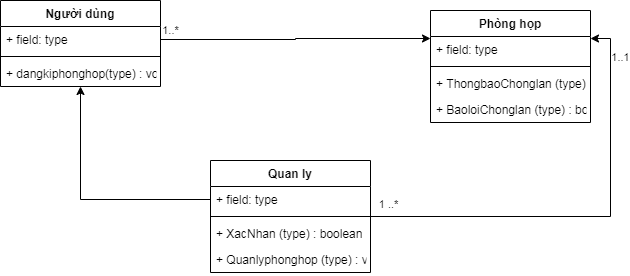 Người dùng
+ field: type
+ dangkiphonghop(type) : vc
1..*
Phòng họp
+ field: type
+ ThongbaoChonglan (type)
+ BaoloiChonglan (type) : bc
1..1
Quan ly
+ field: type
+ XacNhan (type) : boolean
+ Quanlyphonghop (type) : v
1 ..*